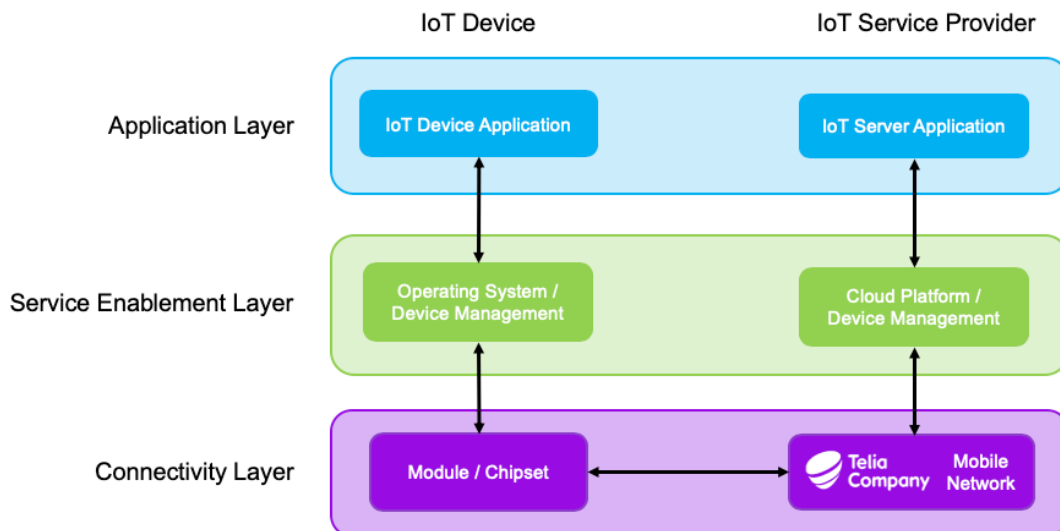 IoT Device
IoT Service Provider
Application Layer
IoT Device Application
IoT Server Application
Service Enablement Layer
Operating System /
Device Management
Cloud Platform /
Device Management
Connectivity Layer
Module / Chipset
Telia
Company
Mobile
Network